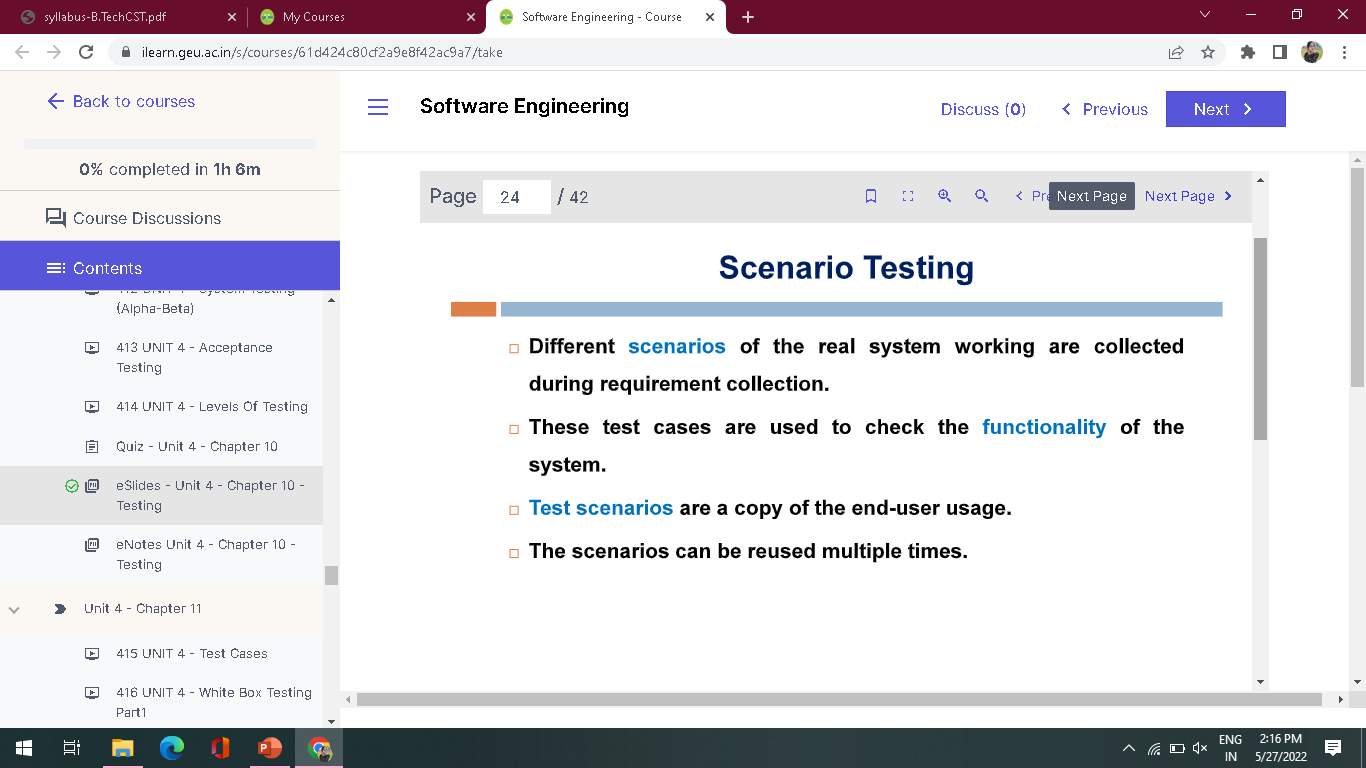 syllabus-B.TechCST.pdf
My Courses
Software Engineering - Course
ilearn.geu.ac.in/s/courses/61d424c80cf2a9e8f42ac9a7/take
Back to courses
0% completed in 1h 6m
Course Discussions
Contents
(Alpha-Beta)
413 UNIT 4 - Acceptance
Testing
414 UNIT 4 - Levels Of Testing
Quiz - Unit 4 - Chapter 10
eSlides - Unit 4 - Chapter 10 -
Testing
eNotes Unit 4 - Chapter 10 -
Testing
Unit 4 - Chapter 11
415 UNIT 4 - Test Cases
416 UNIT 4 - White Box Testing
Part1
Software Engineering
Discuss (0)
Previous
Next
Page 24 / 42
Next Page
Next Page
Scenario Testing
Different scenarios of the real system working are collected
during requirement collection.
These test cases are used to check the functionality of the
system.
Test scenarios are a copy of the end-user usage.
The scenarios can be reused multiple times.
ENG
IN
2:16 PM
5/27/2022